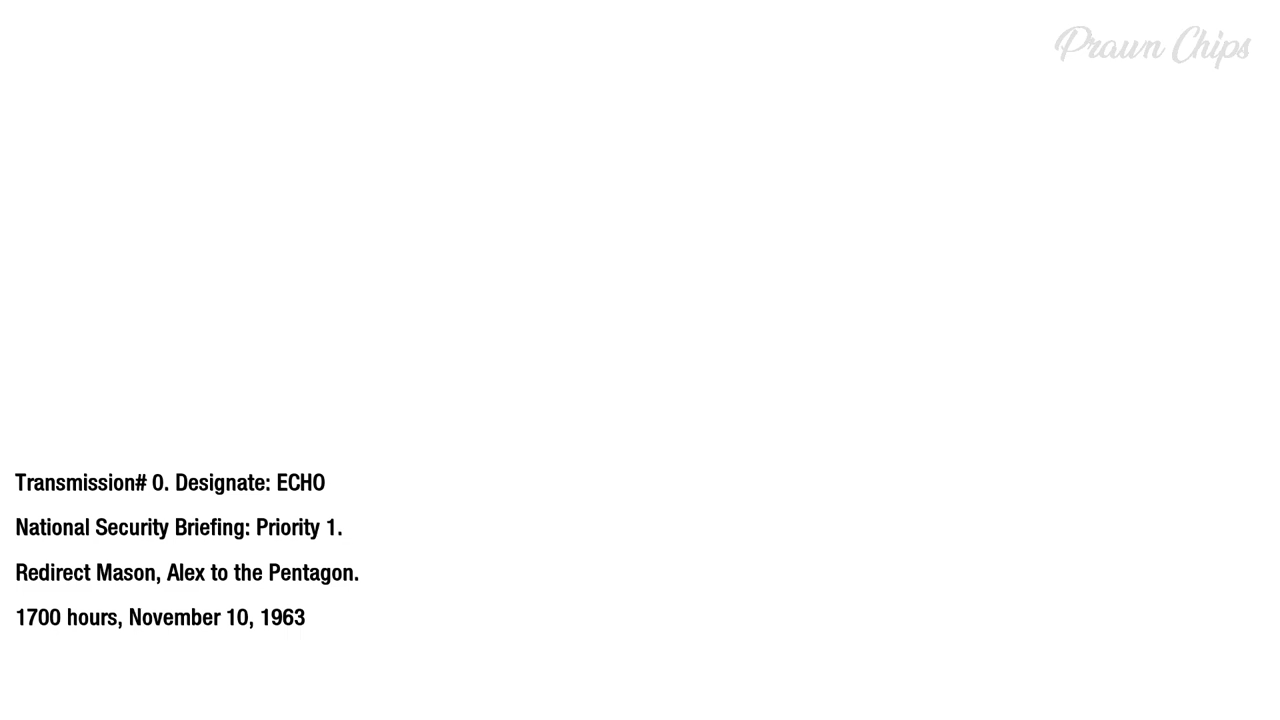 Prawn Chips
Transmission# 0. Designate: ECHO
National Security Briefing: Priority 1.
Redirect Mason, Alex to the Pentagon.
1700 hours, November 10, 1963